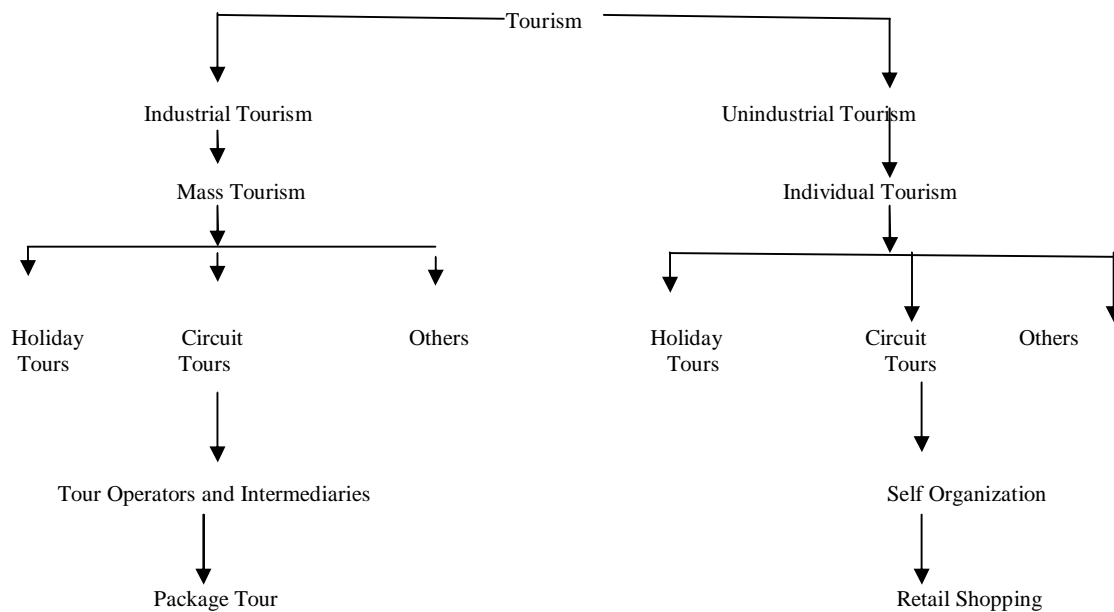 Tourism
Industrial Tourism
Unindustrial Tourism
Mass Tourism
Individual Tourism
Holiday
Tours
Circuit
Tours
Others
Holiday
Tours
Circuit
Tours
Others
Tour Operators and Intermediaries
Self Organization
Package Tour
Retail Shopping